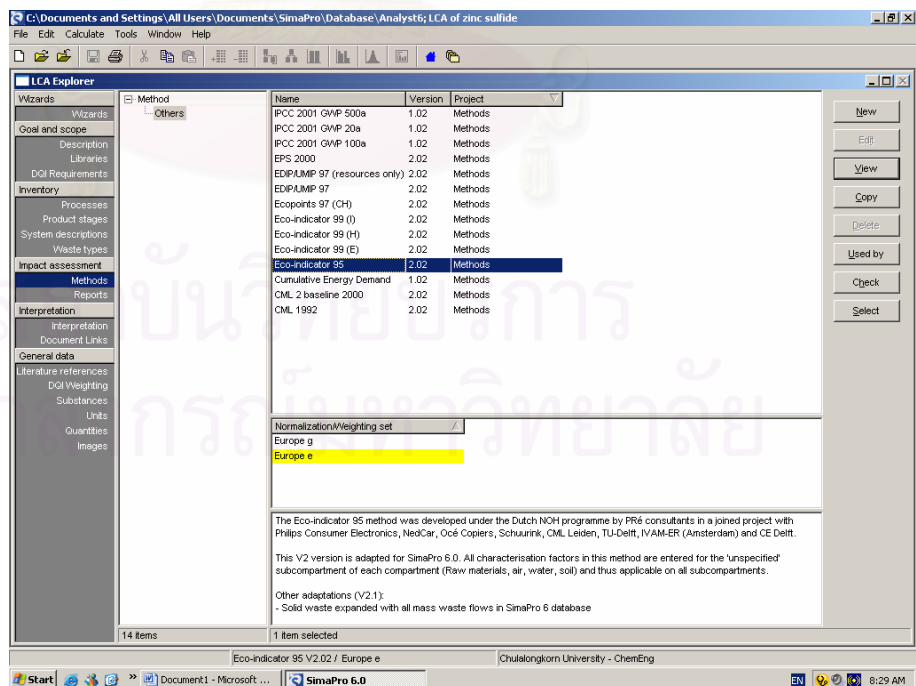 C:\Documents and Settings\All Users\Documents\SimaPro\Database\Analyst6; LCA of zinc sulfide
File Edit Calculate Tools Window Help
LCA Explorer
Wizards
Wizards
Goal and scope
Description
Libraries
DQI Requirements
Inventory
Processes
Product stages
System descriptions
Waste types
Impact assessment
Methods
Reports
Interpretation
Interpretation
Document Links
General data
Literature references
DQI Weighting
Substances
Units
Quantities
Images
Method
Others
Name Version Project
IPCC 2001 GWP 500a 1.02 Methods
IPCC 2001 GWP 20a 1.02 Methods
IPCC 2001 GWP 100a 1.02 Methods
EPS 2000 2.02 Methods
EDIP/UMIP 97 (resources only) 2.02 Methods
EDIP/UMIP 97 2.02 Methods
Ecopoints 97 (CH) 2.02 Methods
Eco-indicator 99 (I) 2.02 Methods
Eco-indicator 99 (H) 2.02 Methods
Eco-indicator 99 (E) 2.02 Methods
Eco-indicator 95 2.02 Methods
Cumulative Energy Demand 1.02 Methods
CML 2 baseline 2000 2.02 Methods
CML 1992 2.02 Methods
New
Edit
View
Copy
Delete
Used by
Check
Select
Normalization/Weighting set
Europe g
Europe e
The Eco-indicator 95 method was developed under the Dutch NOH programme by PRé consultants in a joined project with
Philips Consumer Electronics, NedCar, Océ Copiers, Schuurink, CML Leiden, TU-Delft, IVAM-ER (Amsterdam) and CE Delft.
This V2 version is adapted for SimaPro 6.0. All characterisation factors in this method are entered for the 'unspecified'
subcompartment of each compartment (Raw materials, air, water, soil) and thus applicable on all subcompartments.
Other adaptations (V2.1):
- Solid waste expanded with all mass waste flows in SimaPro 6 database
14 items
1 item selected
Eco-indicator 95 V2.02 / Europe e
Chulalongkorn University - ChemEng
Start
Document1 - Microsoft ...
SimaPro 6.0
EN
8:29 AM